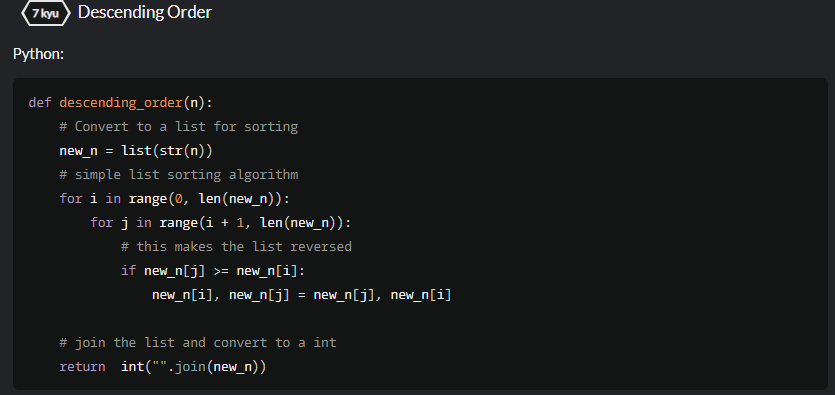 7 kyu Descending Order
Python:
def descending_order(n):
    # Convert to a list for sorting
    new_n = list(str(n))
    # simple list sorting algorithm
    for i in range(0, len(new_n)):
        for j in range(i + 1, len(new_n)):
            # this makes the list reversed
            if new_n[j] >= new_n[i]:
                new_n[i], new_n[j] = new_n[j], new_n[i]
    # join the list and convert to a int
    return  int("".join(new_n))